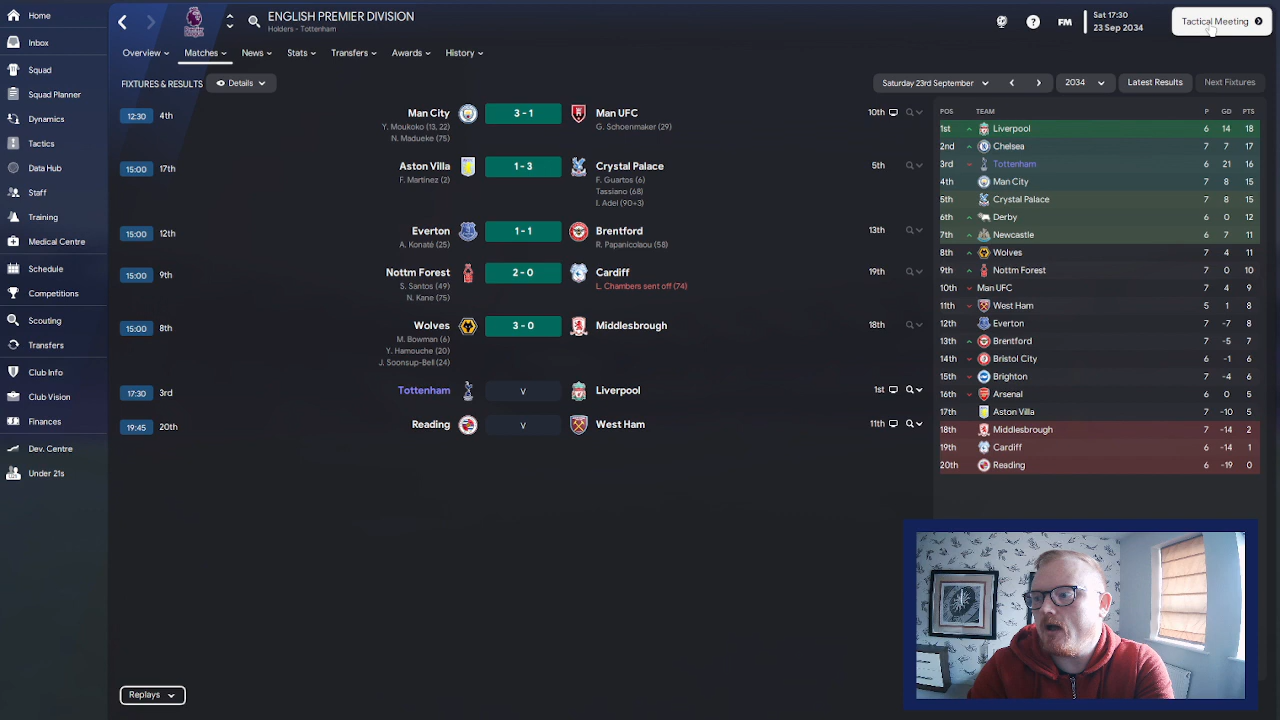 Home
Inbox
Squad
Squad Planner
Dynamics
Tactics
Data Hub
Staff
Training
Medical Centre
Schedule
Competitions
Scouting
Transfers
Club Info
Club Vision
Finances
Dev. Centre
Under 21s
ENGLISH PREMIER DIVISION
Holders - Tottenham
FM
Sat 17:30
23 Sep 2034
Tactical Meeting
Overview
Matches
News
Stats
Transfers
Awards
History
FIXTURES & RESULTS
Details
Saturday 23rd September
2034
Latest Results
Next Fixtures
12:30 4th Man City 3 - 1 Man UFC 10th
Y. Moukoko (13, 22) G. Schoenmaker (29)
N. Madueke (75)
15:00 17th Aston Villa 1 - 3 Crystal Palace 5th
F. Martínez (2) F. Guartos (6)
Tassiano (68)
I. Adel (90+3)
15:00 12th Everton 1 - 1 Brentford 13th
A. Konaté (25) R. Papanicolaou (58)
15:00 9th Nottm Forest 2 - 0 Cardiff 19th
S. Santos (49) L. Chambers sent off (74)
N. Kane (75)
15:00 8th Wolves 3 - 0 Middlesbrough 18th
M. Bowman (6)
Y. Hamouche (20)
J. Soonsup-Bell (24)
17:30 3rd Tottenham v Liverpool 1st
19:45 20th Reading v West Ham 11th
POS TEAM P GD PTS
1st Liverpool 6 14 18
2nd Chelsea 7 7 17
3rd Tottenham 6 21 16
4th Man City 7 8 15
5th Crystal Palace 7 8 15
6th Derby 6 0 12
7th Newcastle 6 7 11
8th Wolves 7 4 11
9th Nottm Forest 7 0 10
10th Man UFC 7 4 9
11th West Ham 5 1 8
12th Everton 7 -7 8
13th Brentford 7 -5 7
14th Bristol City 6 -1 6
15th Brighton 7 -4 6
16th Arsenal 6 0 5
17th Aston Villa 7 -10 5
18th Middlesbrough 7 -14 2
19th Cardiff 6 -14 1
20th Reading 6 -19 0
Replays